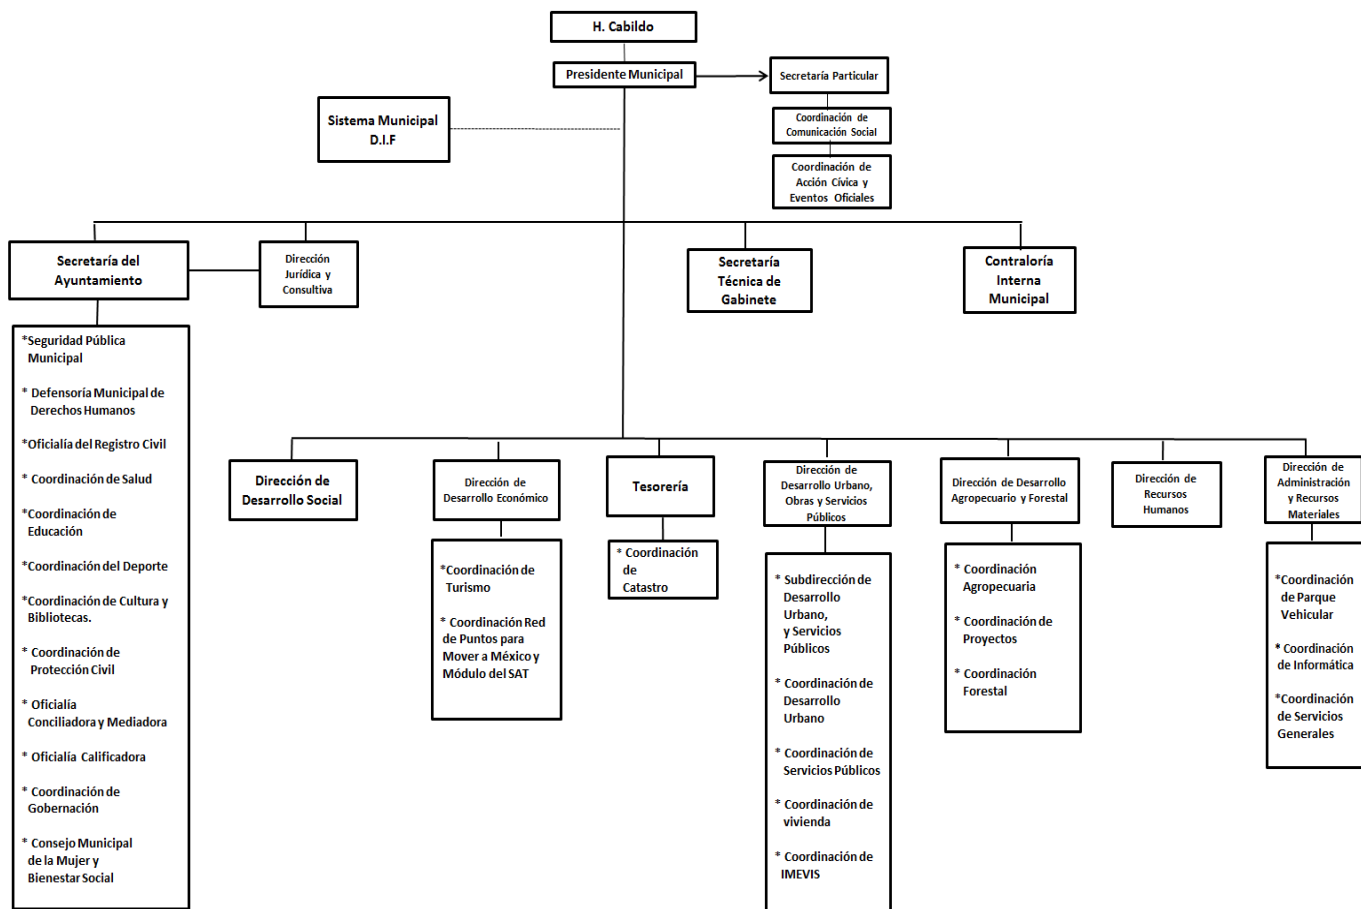 H. Cabildo
Presidente Municipal
Secretaría Particular
Sistema Municipal
D.I.F
Coordinación de
Comunicación Social
Coordinación de
Acción Cívica y
Eventos Oficiales
Secretaría del
Ayuntamiento
Dirección
Jurídica y
Consultiva
Secretaría
Técnica de
Gabinete
Contraloría
Interna
Municipal
*Seguridad Pública
Municipal
* Defensoría Municipal de
Derechos Humanos
*Oficialía del Registro Civil
* Coordinación de Salud
*Coordinación de
Educación
*Coordinación del Deporte
*Coordinación de Cultura y
Bibliotecas.
* Coordinación de
Protección Civil
* Oficialía
Conciliadora y Mediadora
* Oficialía Calificadora
* Coordinación de
Gobernación
* Consejo Municipal
de la Mujer y
Bienestar Social
Dirección de
Desarrollo Social
Dirección de
Desarrollo Económico
*Coordinación de
Turismo
* Coordinación Red
de Puntos para
Mover a México y
Módulo del SAT
Tesorería
* Coordinación
de
Catastro
Dirección de
Desarrollo Urbano,
Obras y Servicios
Públicos
* Subdirección de
Desarrollo
Urbano,
y Servicios
Públicos
* Coordinación de
Desarrollo
Urbano
* Coordinación de
Servicios Públicos
* Coordinación de
vivienda
* Coordinación de
IMEVIS
Dirección de Desarrollo
Agropecuario y Forestal
* Coordinación
Agropecuaria
* Coordinación de
Proyectos
* Coordinación
Forestal
Dirección de
Recursos
Humanos
Dirección de
Administración
y Recursos
Materiales
*Coordinación
de Parque
Vehicular
* Coordinación
de Informática
*Coordinación
de Servicios
Generales